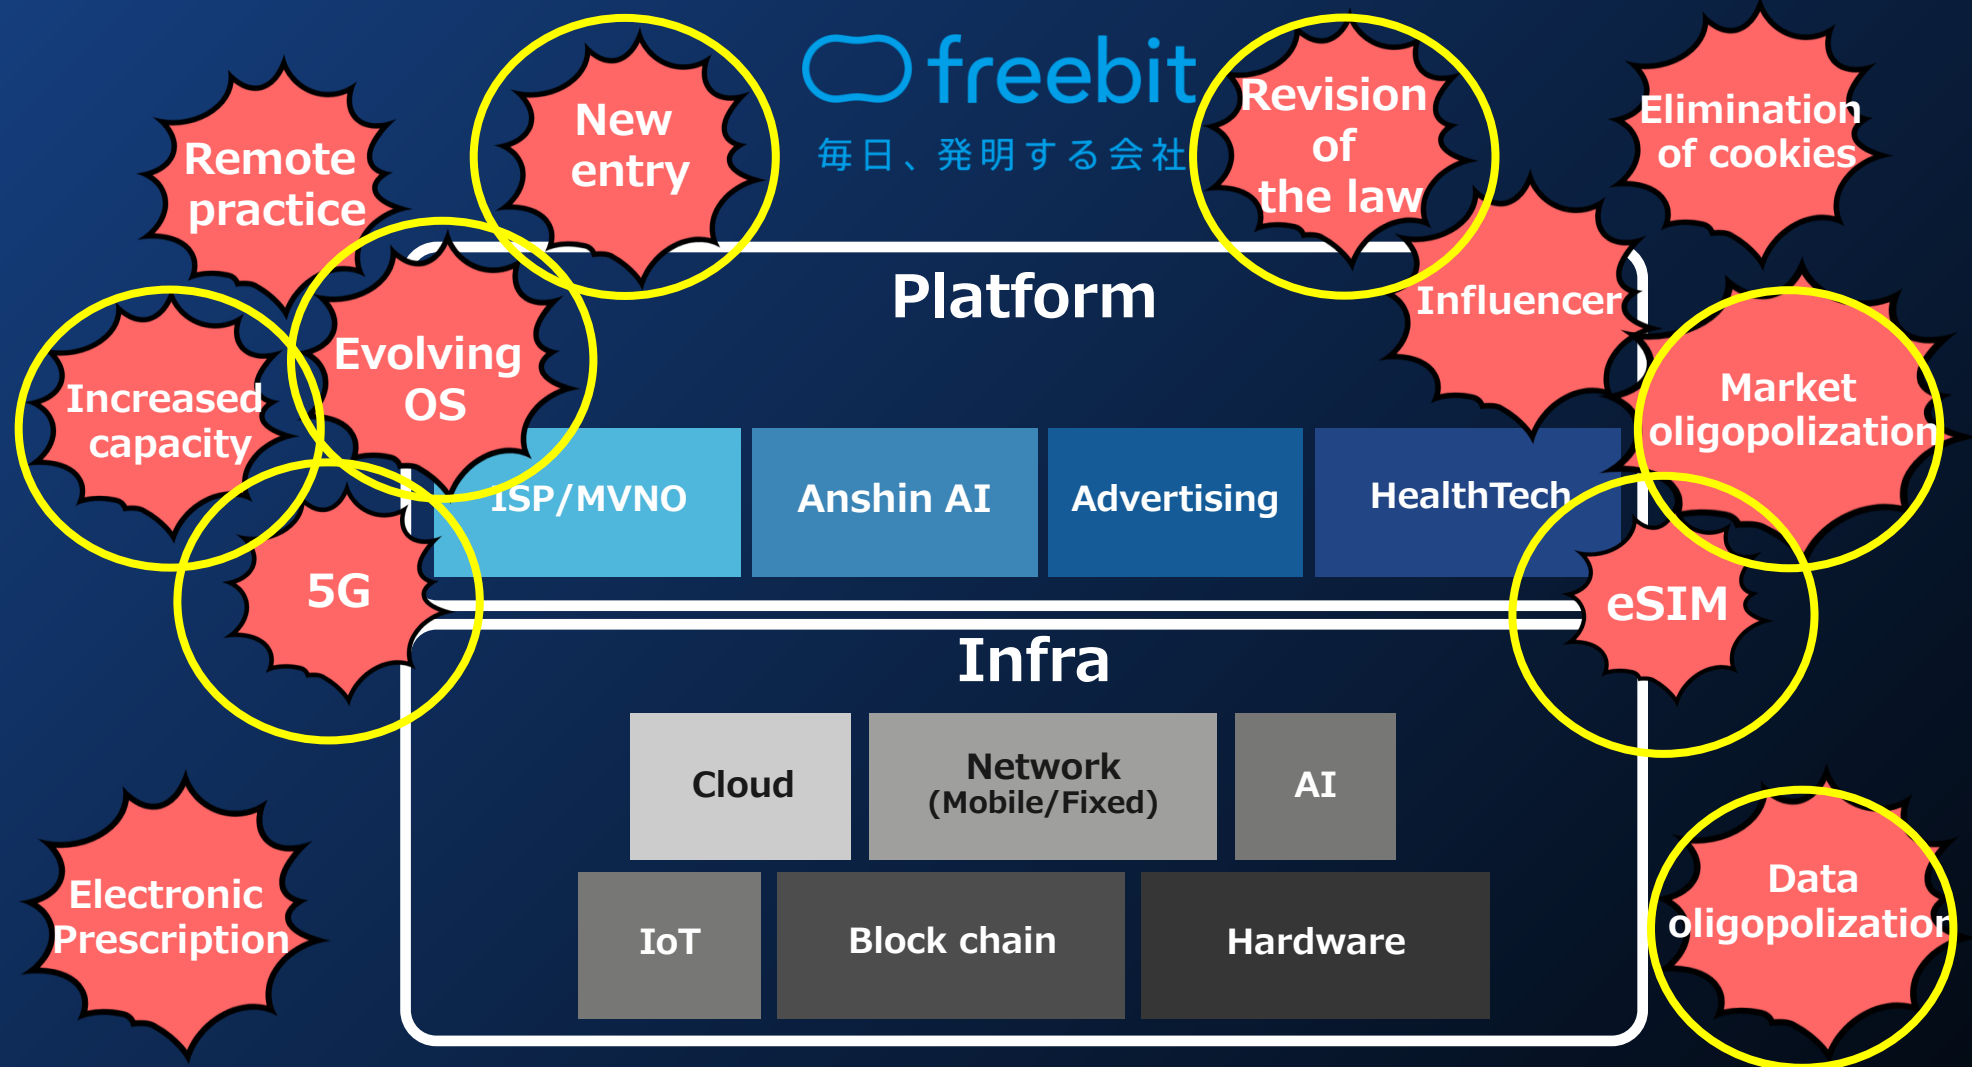 freebit
毎日、発明する会社
New
entry
Revision
of
the law
Elimination
of cookies
Remote
practice
Platform
Influencer
Evolving
OS
Increased
capacity
Market
oligopolization
ISP/MVNO
Anshin AI
Advertising
HealthTech
5G
eSIM
Infra
Cloud
Network
(Mobile/Fixed)
AI
Electronic
Prescription
Data
oligopolization
IoT
Block chain
Hardware